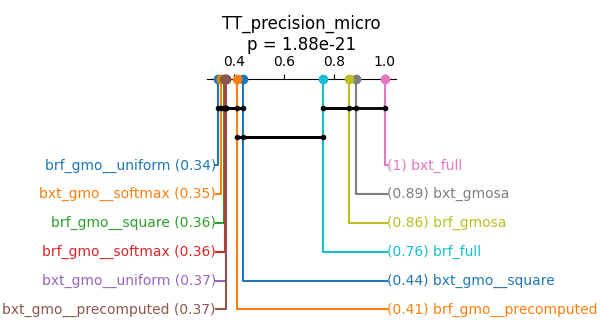 TT_precision_micro
p = 1.88e-21
0.4 0.6 0.8 1.0
brf_gmo__uniform (0.34)
(1) bxt_full
bxt_gmo__softmax (0.35)
(0.89) bxt_gmosa
brf_gmo__square (0.36)
(0.86) brf_gmosa
brf_gmo__softmax (0.36)
(0.76) brf_full
bxt_gmo__uniform (0.37)
(0.44) bxt_gmo__square
bxt_gmo__precomputed (0.37)
(0.41) brf_gmo__precomputed